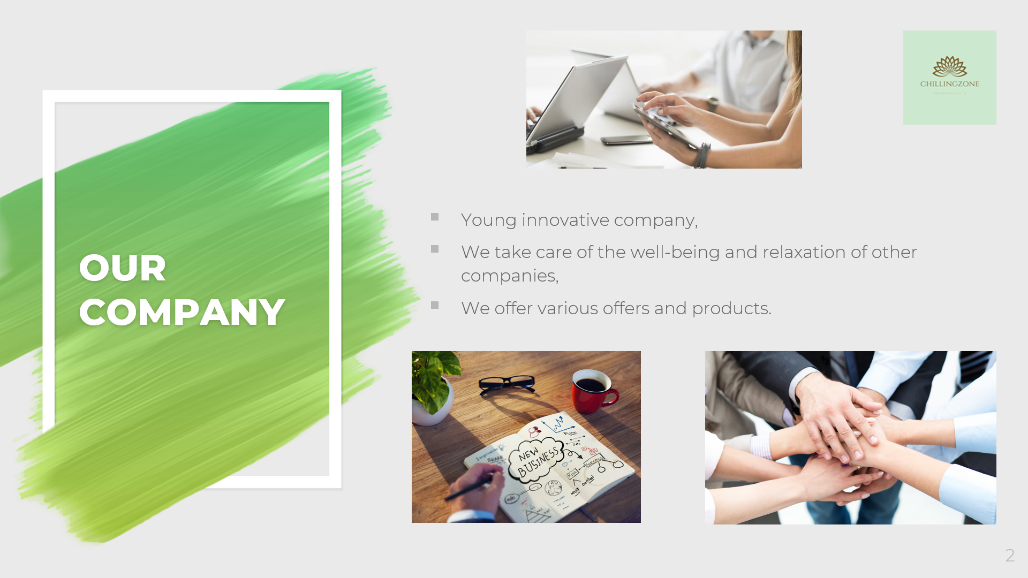 CHILLINGZONE
OUR
COMPANY
Young innovative company,
We take care of the well-being and relaxation of other
companies,
We offer various offers and products.
NEW
BUSINESS
2